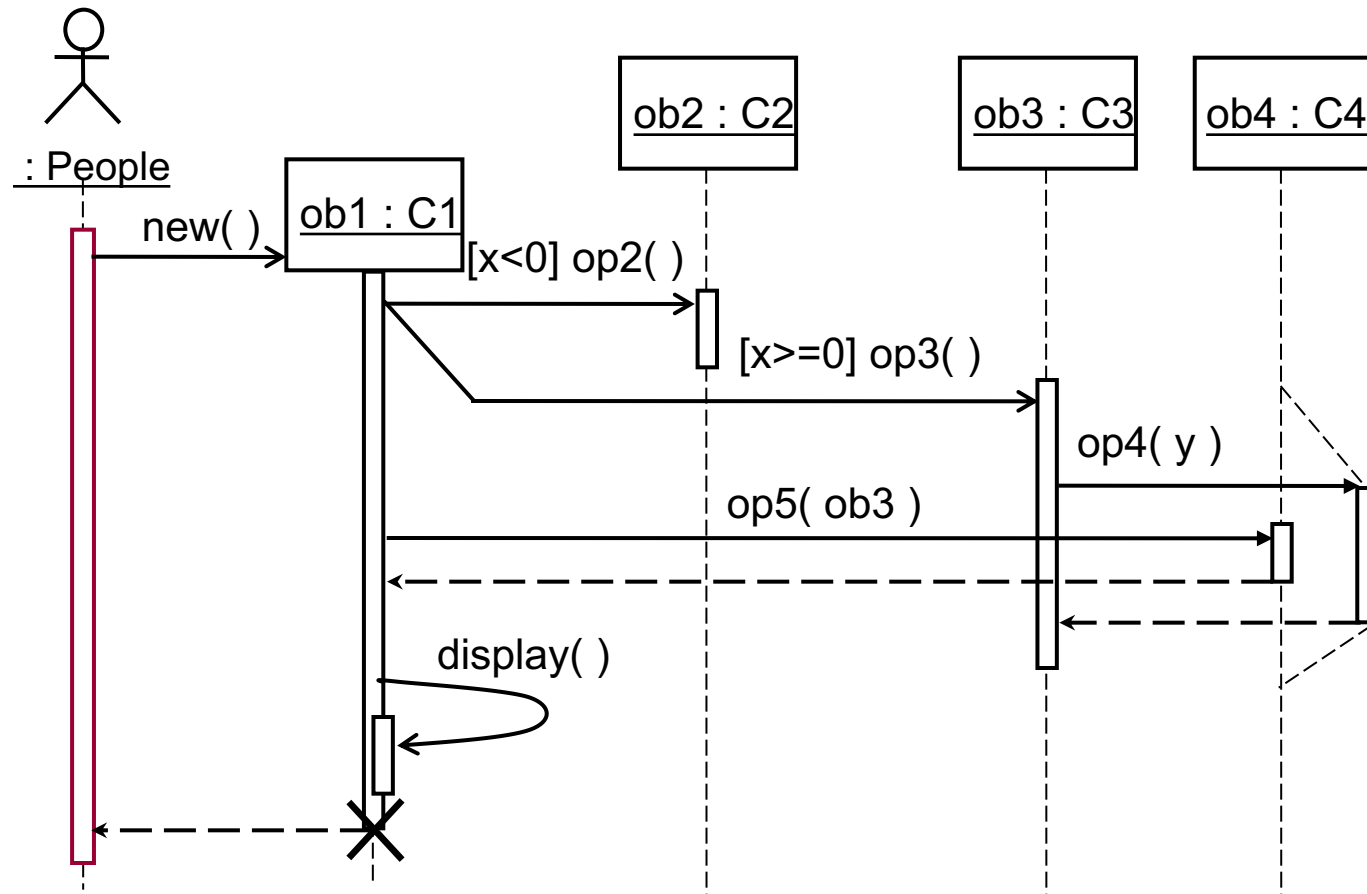 ob2 : C2
ob3 : C3
ob4 : C4
: People
ob1 : C1
new( )
[x<0] op2( )
[x>=0] op3( )
op4( y )
op5( ob3 )
display( )